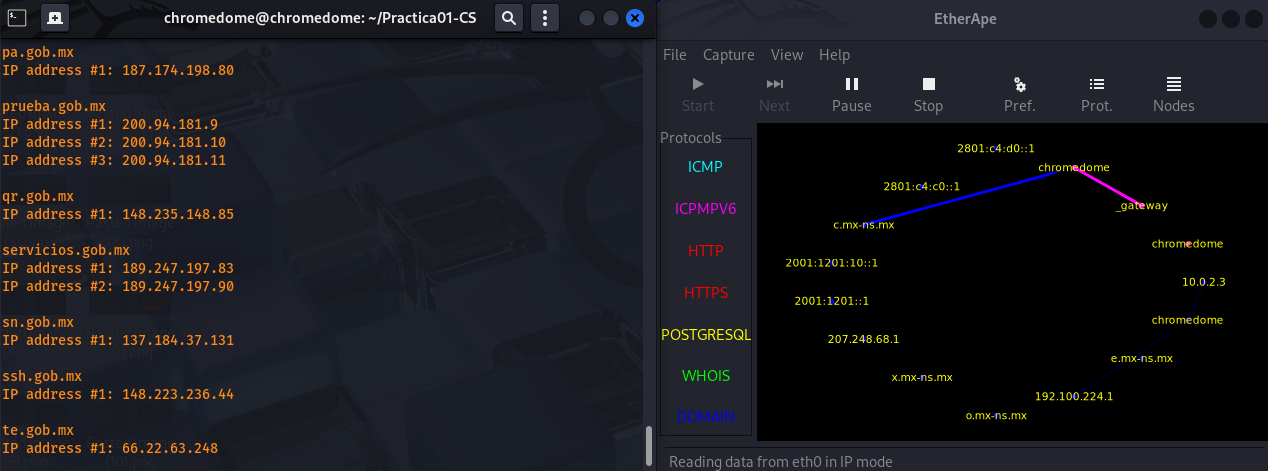 chromedome@chromedome: ~/Practica01-CS
pa.gob.mx
IP address #1: 187.174.198.80
prueba.gob.mx
IP address #1: 200.94.181.9
IP address #2: 200.94.181.10
IP address #3: 200.94.181.11
qr.gob.mx
IP address #1: 148.235.148.85
servicios.gob.mx
IP address #1: 189.247.197.83
IP address #2: 189.247.197.90
sn.gob.mx
IP address #1: 137.184.37.131
ssh.gob.mx
IP address #1: 148.223.236.44
te.gob.mx
IP address #1: 66.22.63.248
EtherApe
File Capture View Help
Start Next Pause Stop Pref. Prot. Nodes
Protocols
ICMP
ICPMPV6
HTTP
HTTPS
POSTGRESQL
WHOIS
DOMAIN
2801:c4:d0::1
chromedome
2801:c4:c0::1
_gateway
c.mx-ns.mx
chromedome
2001:1201:10::1
10.0.2.3
2001:1201::1
chromedome
207.248.68.1
e.mx-ns.mx
x.mx-ns.mx
192.100.224.1
o.mx-ns.mx
Reading data from eth0 in IP mode